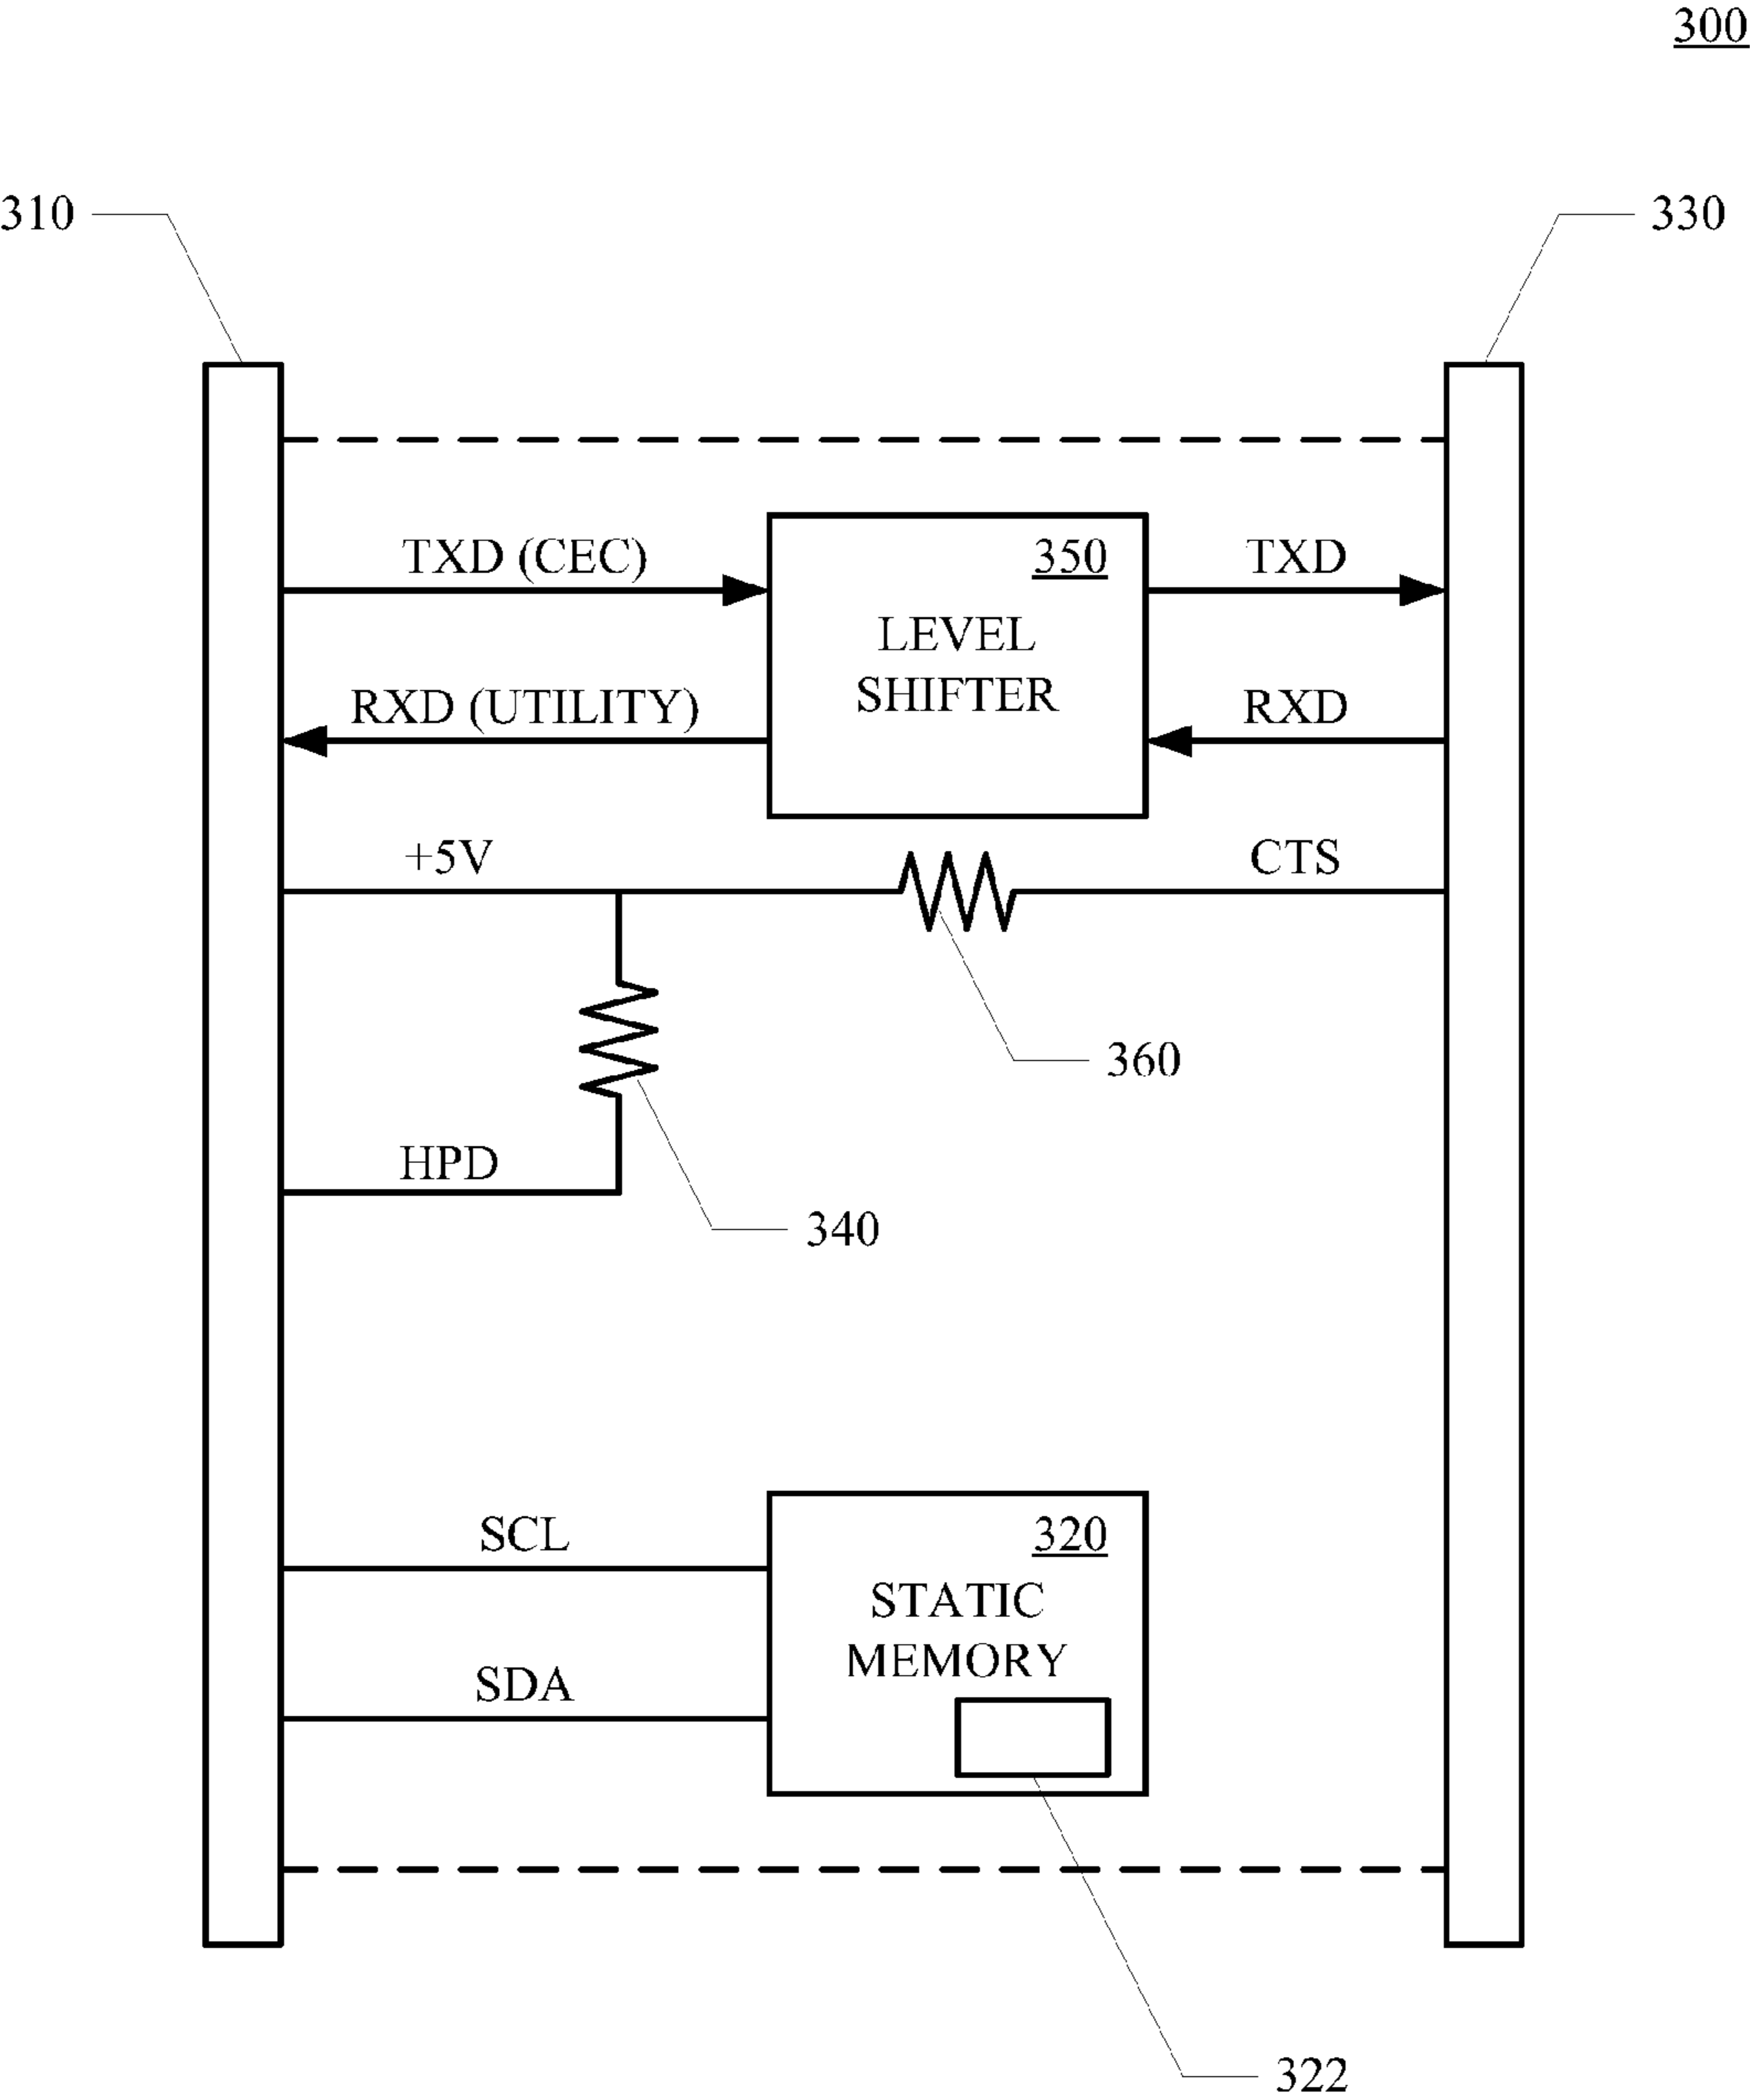 300
310
330
TXD (CEC)
350
TXD
LEVEL
SHIFTER
RXD (UTILITY)
RXD
+5V
CTS
360
HPD
340
SCL
320
STATIC
MEMORY
SDA
322